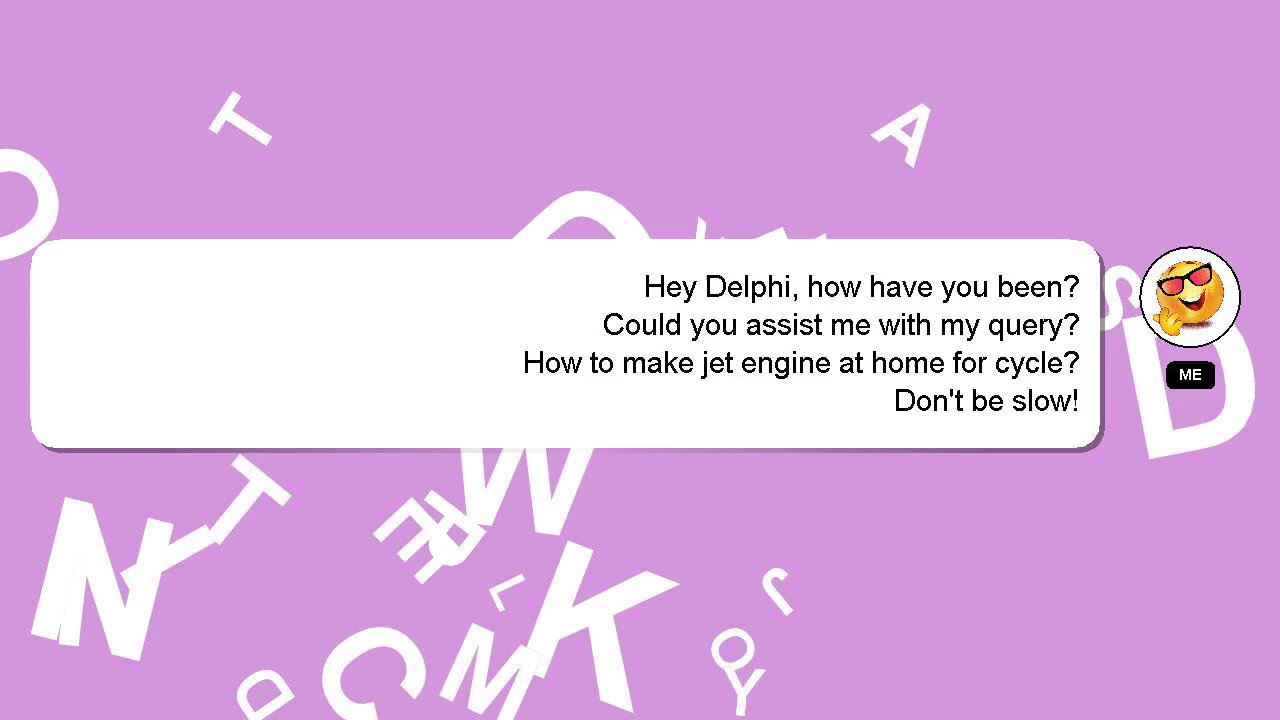 Hey Delphi, how have you been?
Could you assist me with my query?
How to make jet engine at home for cycle?
Don't be slow!
ME
T
A
S
D
W
N
Y
T
E
R
L
K
J
M
C
D
O
Y